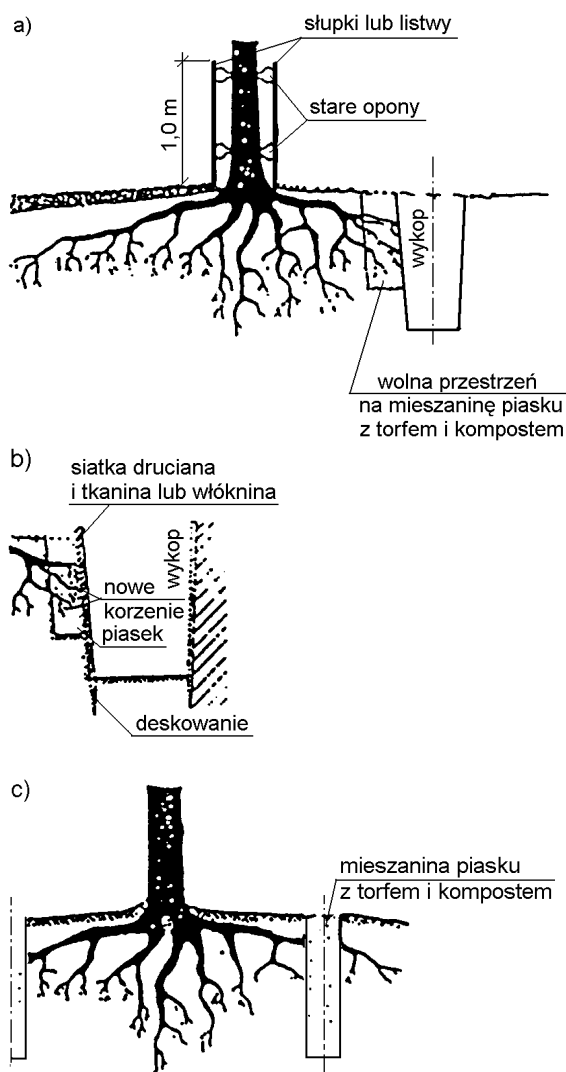 a)
słupki lub listwy
stare opony
1,0 m
wykop
wolna przestrzeń
na mieszaninę piasku
z torfem i kompostem
b)
siatka druciana
i tkanina lub włóknina
wykop
nowe
korzenie
piasek
deskowanie
c)
mieszanina piasku
z torfem i kompostem